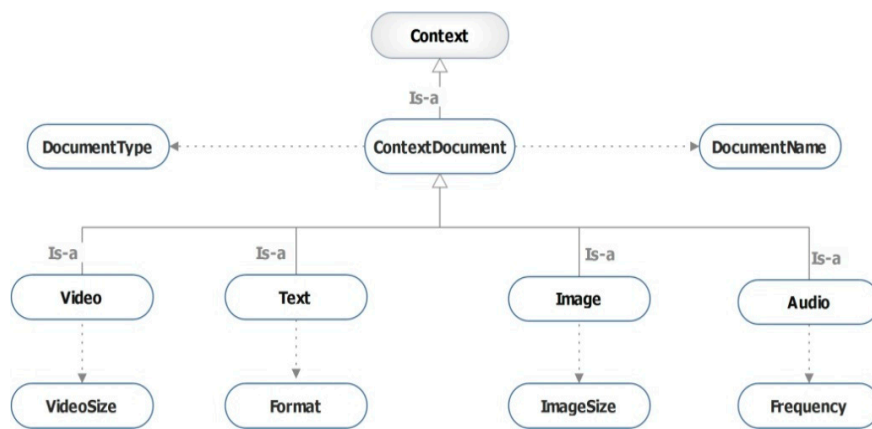 Context
Is-a
DocumentType
ContextDocument
DocumentName
Is-a
Is-a
Is-a
Is-a
Video
Text
Image
Audio
VideoSize
Format
ImageSize
Frequency